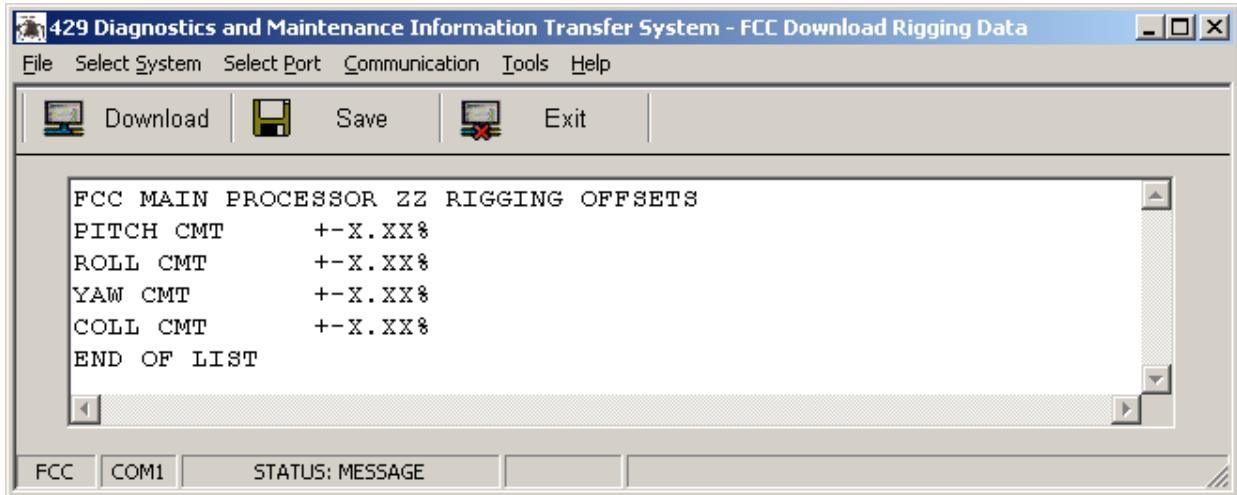 429 Diagnostics and Maintenance Information Transfer System - FCC Download Rigging Data
File Select System Select Port Communication Tools Help
Download Save Exit
FCC MAIN PROCESSOR ZZ RIGGING OFFSETS
PITCH CMT +-X.XX%
ROLL CMT +-X.XX%
YAW CMT +-X.XX%
COLL CMT +-X.XX%
END OF LIST
FCC COM1 STATUS: MESSAGE